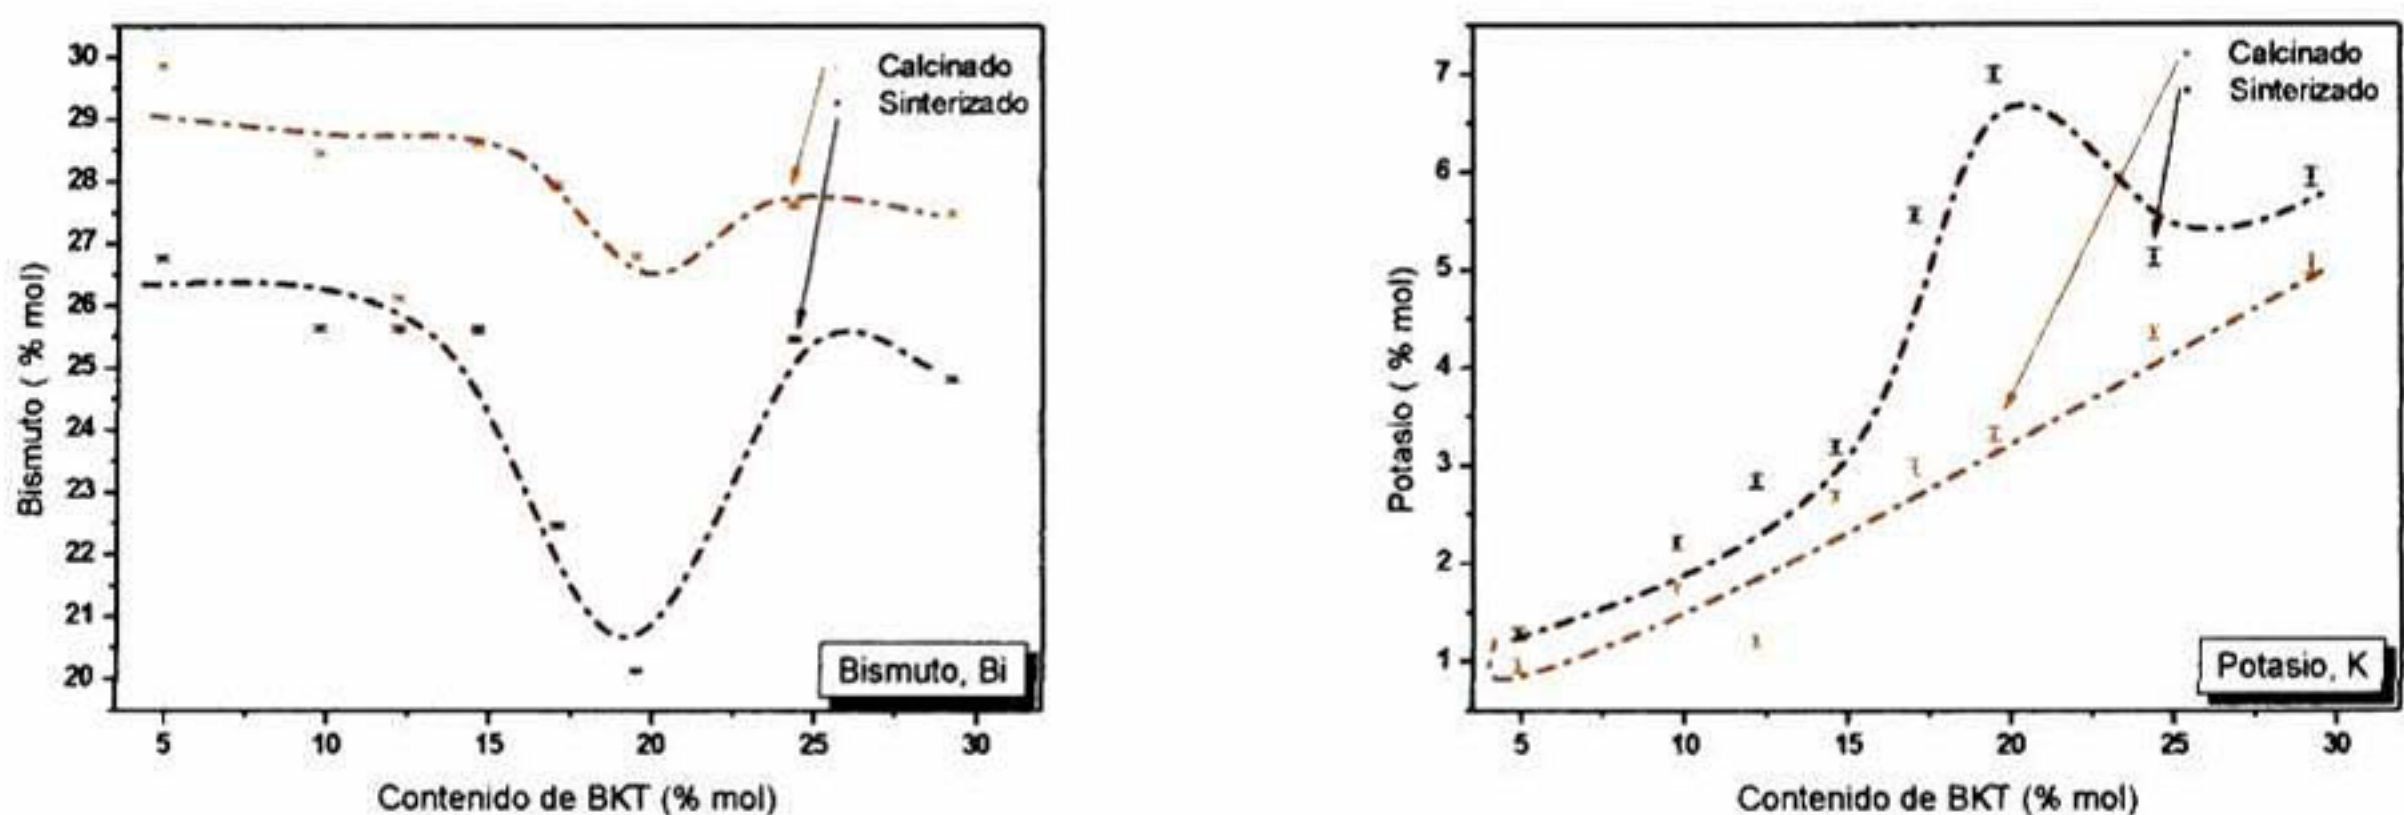 30
29
28
27
26
25
24
23
22
21
20
Bismuto ( % mol)
Calcinado
Sinterizado
Bismuto, Bi
5 10 15 20 25 30
Contenido de BKT (% mol)
7
6
5
4
3
2
1
Potasio ( % mol)
Calcinado
Sinterizado
Potasio, K
5 10 15 20 25 30
Contenido de BKT (% mol)